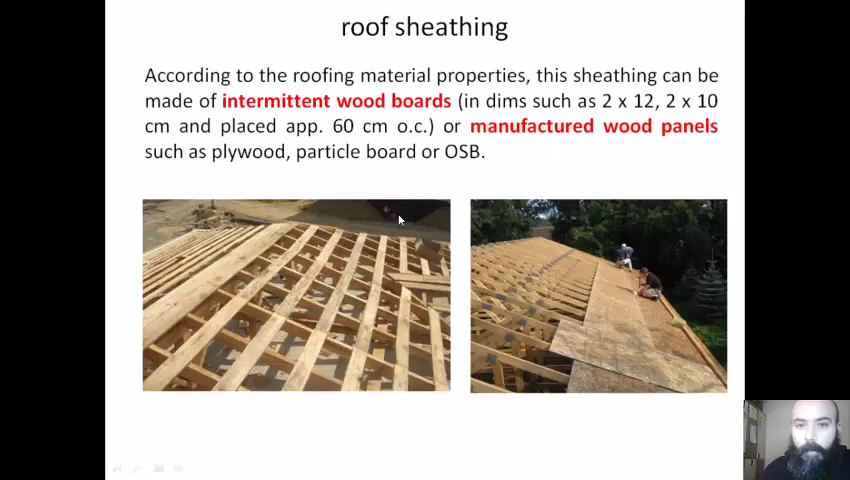 roof sheathing
According to the roofing material properties, this sheathing can be
made of intermittent wood boards (in dims such as 2 x 12, 2 x 10
cm and placed app. 60 cm o.c.) or manufactured wood panels
such as plywood, particle board or OSB.